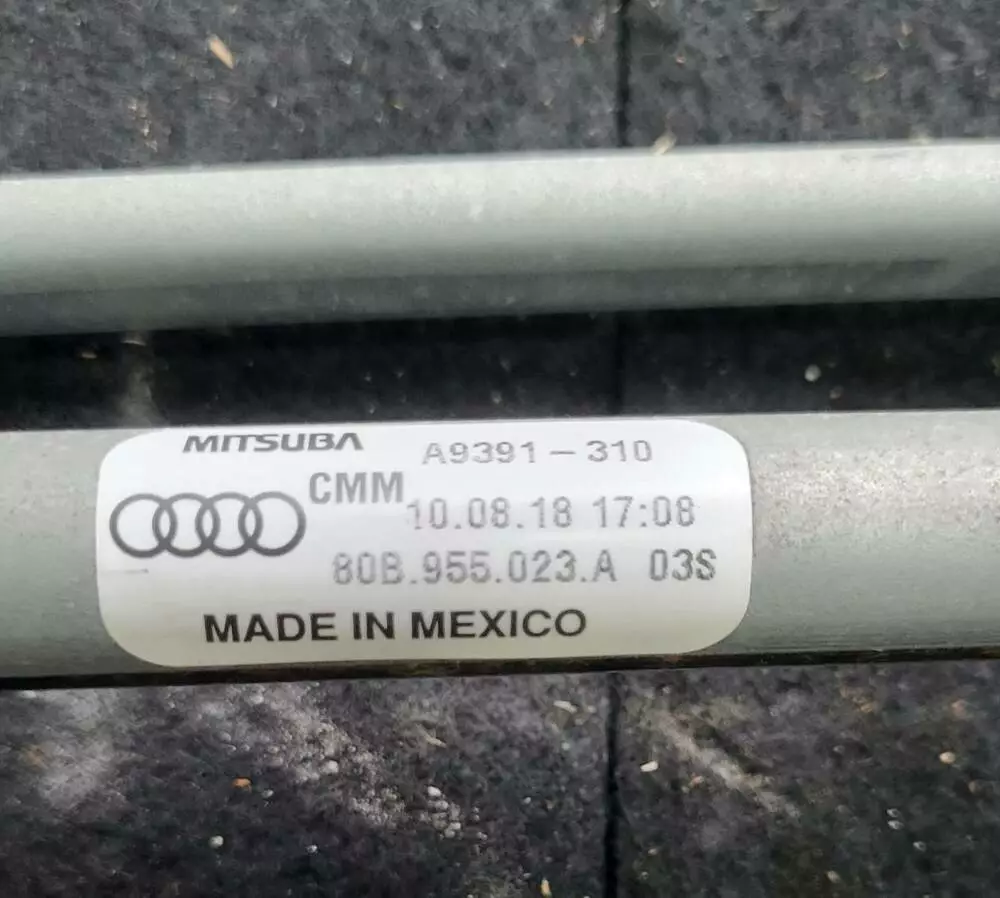 MITSUBA A9391-310
CMM 10.08.18 17:08
80B.955.023.A 03S
MADE IN MEXICO